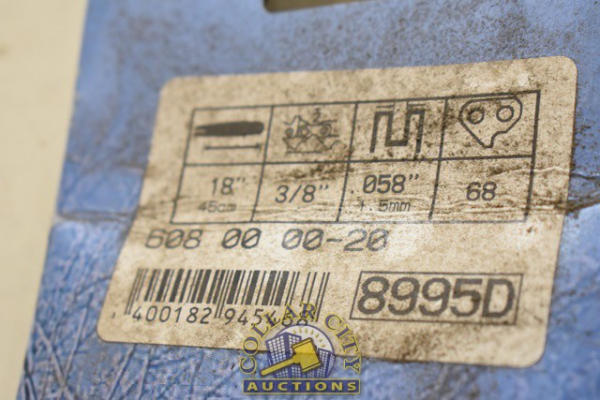 18" 3/8" .058" 68
45cm 1.5mm
608 00 00-20
8995D
COLLAR CITY
AUCTIONS